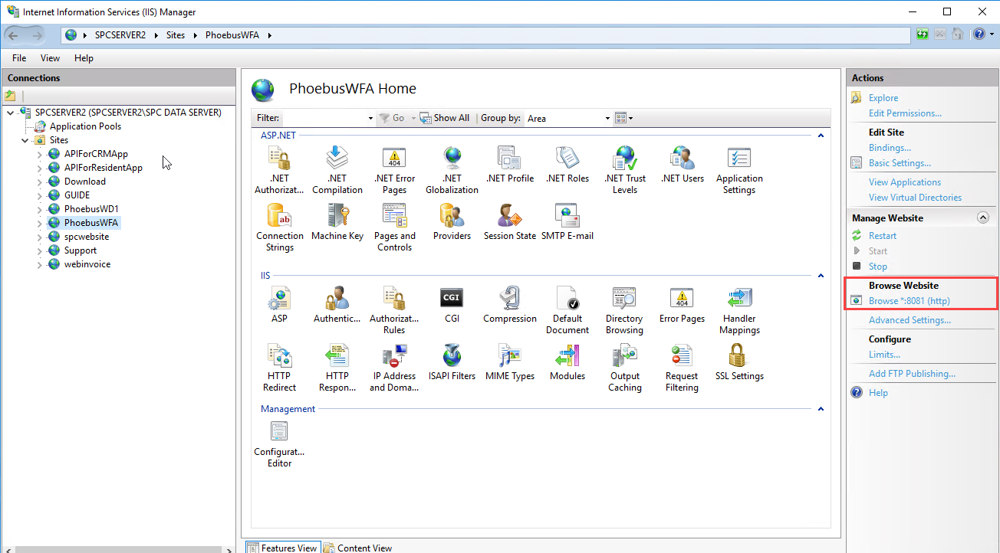 Internet Information Services (IIS) Manager
SPCSERVER2 Sites PhoebusWFA
File View Help
Connections
SPCSERVER2 (SPCSERVER2\SPC DATA SERVER)
Application Pools
Sites
APIForCRMApp
APIForResidentApp
Download
GUIDE
PhoebusWD1
PhoebusWFA
spcwebsite
Support
webinvoice
PhoebusWFA Home
Filter: Go Show All Group by: Area
ASP.NET
.NET Authorizat...
.NET Compilation
.NET Error Pages
.NET Globalization
.NET Profile
.NET Roles
.NET Trust Levels
.NET Users
Application Settings
Connection Strings
Machine Key
Pages and Controls
Providers
Session State
SMTP E-mail
IIS
ASP
Authentic...
Authorizat... Rules
CGI
Compression
Default Document
Directory Browsing
Error Pages
Handler Mappings
HTTP Redirect
HTTP Respon...
IP Address and Doma...
ISAPI Filters
MIME Types
Modules
Output Caching
Request Filtering
SSL Settings
Management
Configurat... Editor
Features View Content View
Actions
Explore
Edit Permissions...
Edit Site
Bindings...
Basic Settings...
View Applications
View Virtual Directories
Manage Website
Restart
Start
Stop
Browse Website
Browse *:8081 (http)
Advanced Settings...
Configure
Limits...
Add FTP Publishing...
Help